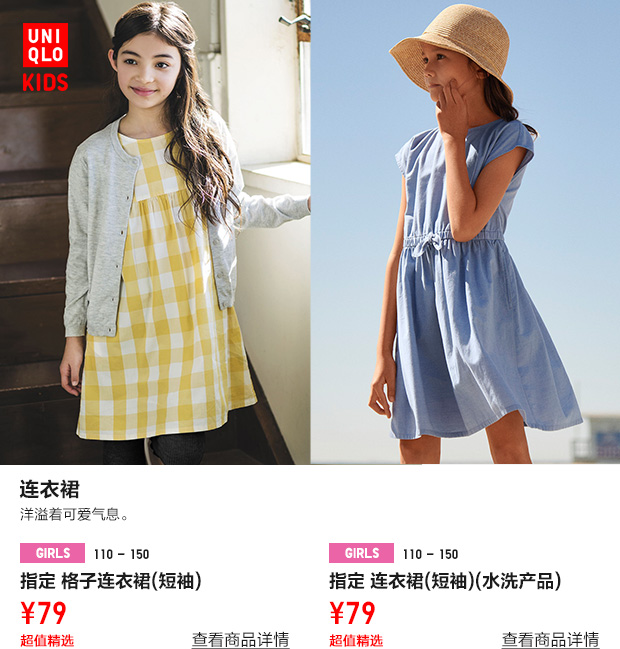 UNI
QLO
KIDS
连衣裙
洋溢着可爱气息。
GIRLS 110 – 150
指定 格子连衣裙(短袖)
¥79
超值精选 查看商品详情
GIRLS 110 – 150
指定 连衣裙(短袖)(水洗产品)
¥79
超值精选 查看商品详情